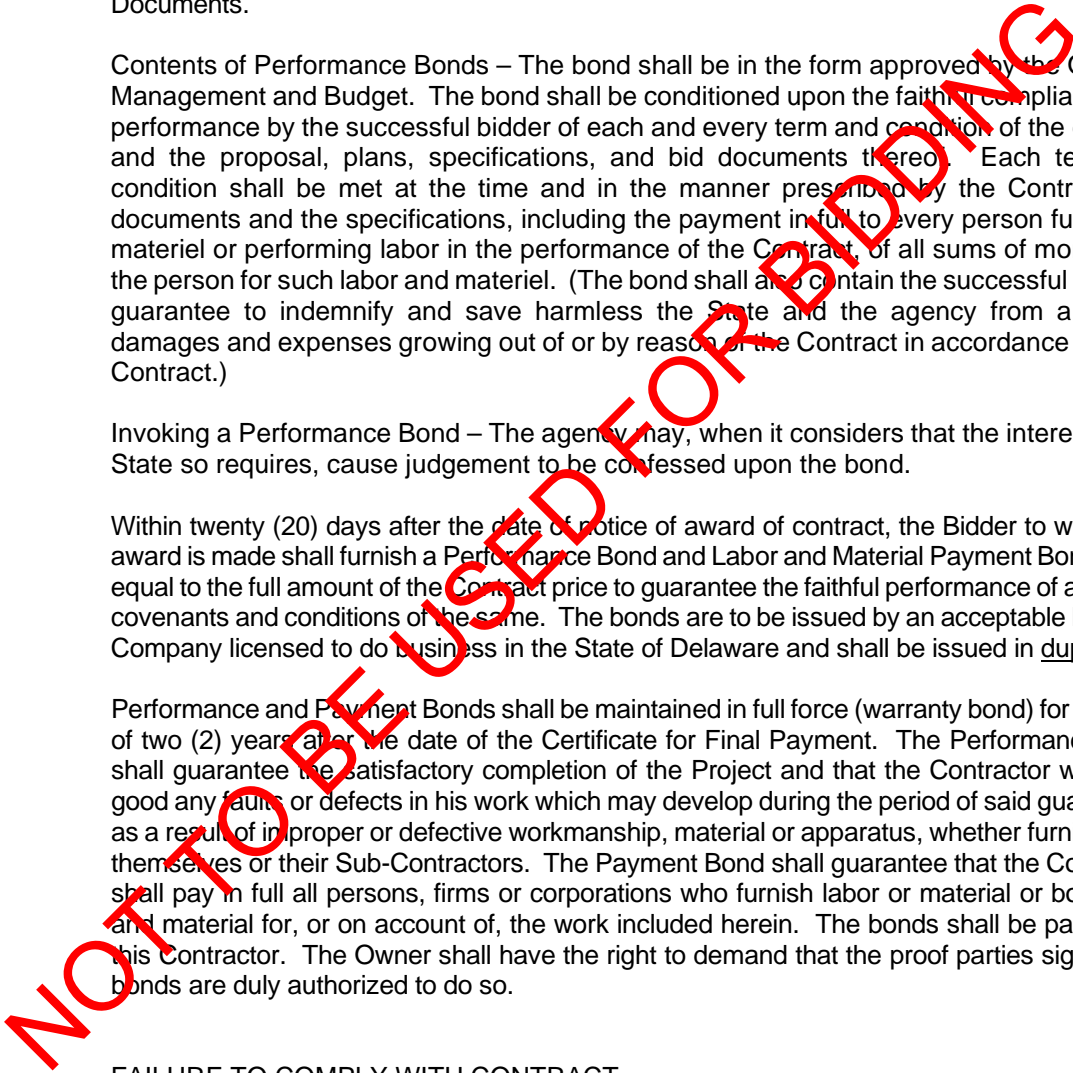 Documents.
Contents of Performance Bonds – The bond shall be in the form approved by the
Management and Budget. The bond shall be conditioned upon the faithful
performance by the successful bidder of each and every term and condition of the
and the proposal, plans, specifications, and bid documents thereof. Each
condition shall be met at the time and in the manner prescribed by the
documents and the specifications, including the payment in full to every person
materiel or performing labor in the performance of the Contract, of all sums of
the person for such labor and materiel. (The bond shall also contain the successful
guarantee to indemnify and save harmless the State and the agency from
damages and expenses growing out of or by reason of the Contract in accordance
Contract.)
Invoking a Performance Bond – The agency may, when it considers that the
State so requires, cause judgement to be confessed upon the bond.
Within twenty (20) days after the date of notice of award of contract, the Bidder to
award is made shall furnish a Performance Bond and Labor and Material Payment
equal to the full amount of the Contract price to guarantee the faithful performance of
covenants and conditions of the same. The bonds are to be issued by an acceptable
Company licensed to do business in the State of Delaware and shall be issued in
Performance and Payment Bonds shall be maintained in full force (warranty bond) for
of two (2) years after the date of the Certificate for Final Payment. The
shall guarantee the satisfactory completion of the Project and that the Contractor
good any faults or defects in his work which may develop during the period of said
as a result of improper or defective workmanship, material or apparatus, whether
themselves or their Sub-Contractors. The Payment Bond shall guarantee that the
shall pay in full all persons, firms or corporations who furnish labor or material or
and material for, or on account of, the work included herein. The bonds shall be
this Contractor. The Owner shall have the right to demand that the proof parties
bonds are duly authorized to do so.
FAILURE TO COMPLY WITH CONTRACT
NOT TO BE USED FOR BIDDING